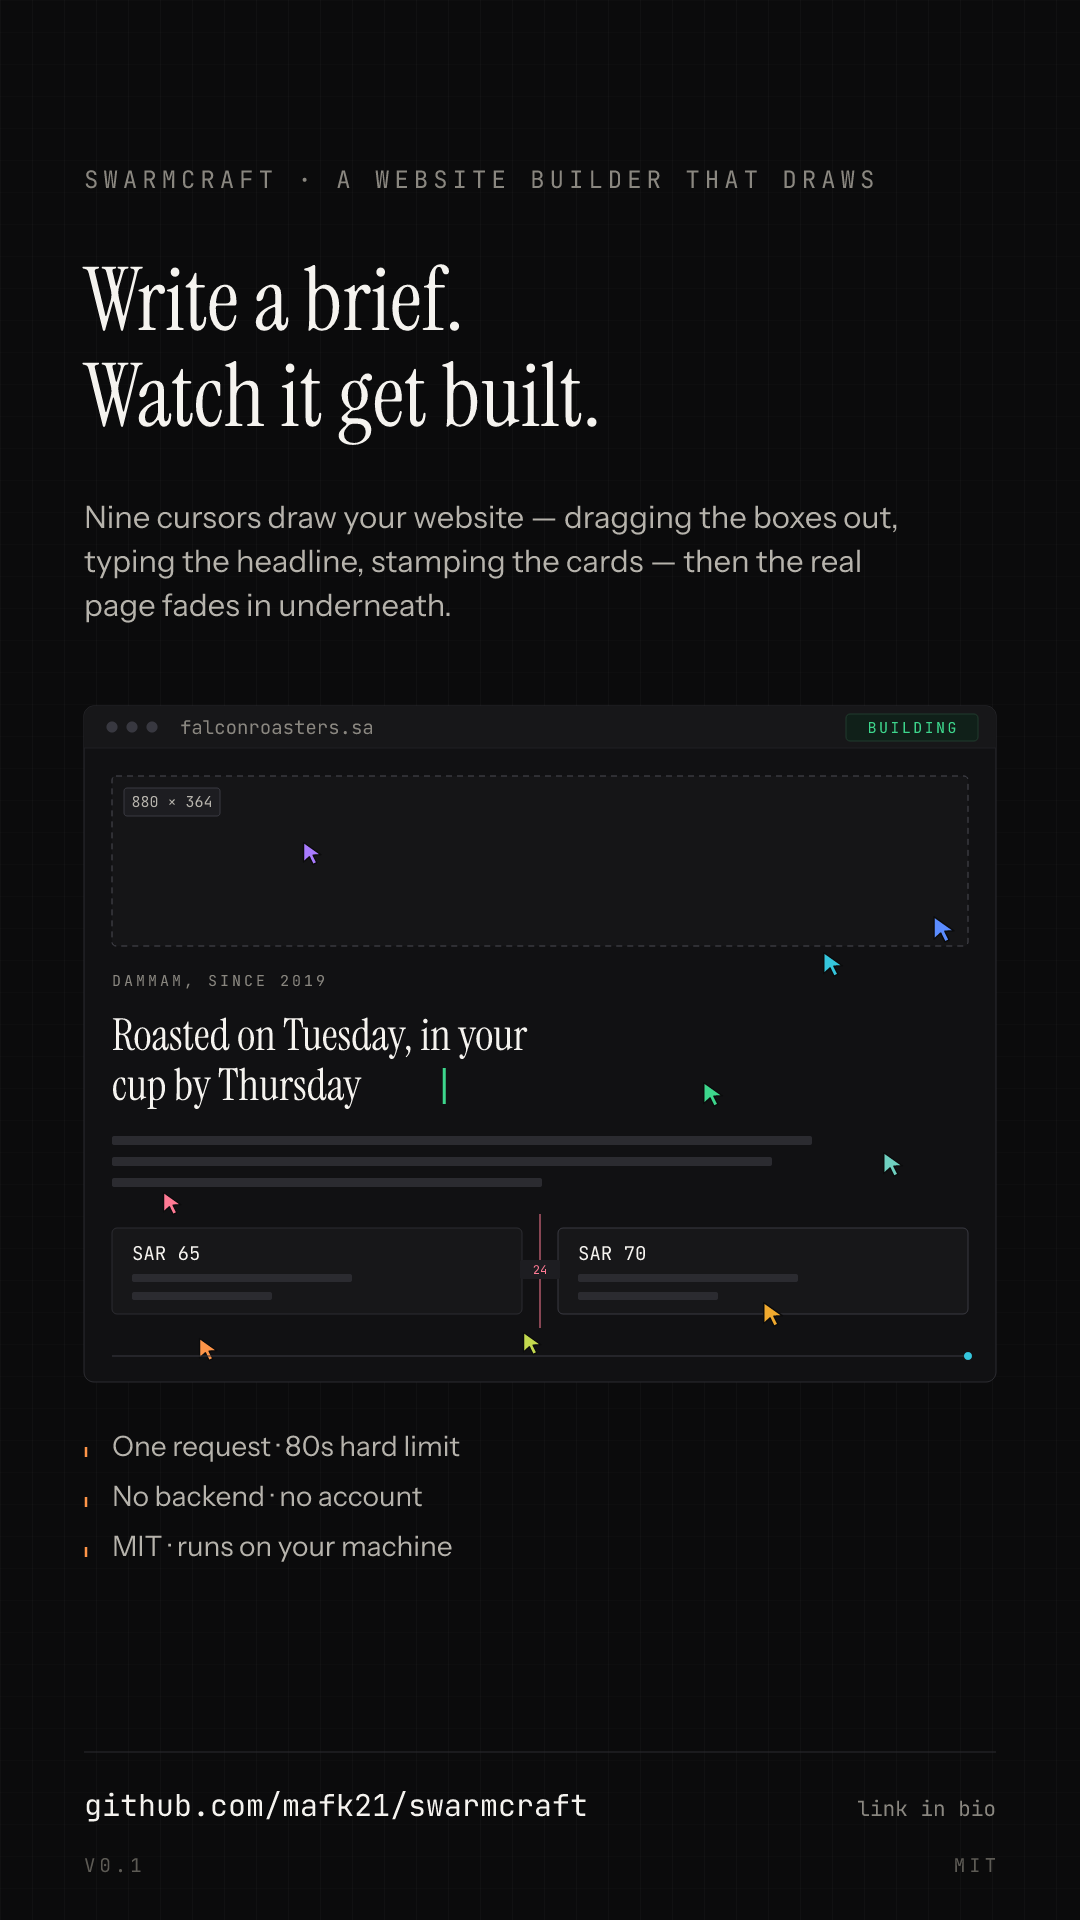 SWARMCRAFT · A WEBSITE BUILDER THAT DRAWS
Write a brief.
Watch it get built.
Nine cursors draw your website — dragging the boxes out,
typing the headline, stamping the cards — then the real
page fades in underneath.
falconroasters.sa
BUILDING
880 × 364
DAMMAM, SINCE 2019
Roasted on Tuesday, in your
cup by Thursday
SAR 65
24
SAR 70
One request · 80s hard limit
No backend · no account
MIT · runs on your machine
github.com/mafk21/swarmcraft
link in bio
V0.1
MIT